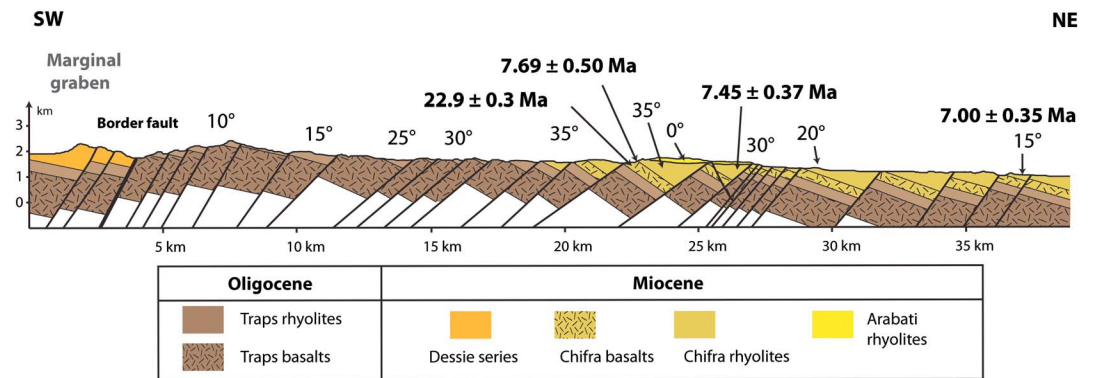 SW
NE
Marginal
graben
7.69 ± 0.50 Ma
22.9 ± 0.3 Ma
7.45 ± 0.37 Ma
7.00 ± 0.35 Ma
km
Border fault
10°
15°
25°
30°
35°
35°
0°
30°
20°
15°
3
2
1
0
5 km
10 km
15 km
20 km
25 km
30 km
35 km
Oligocene
Miocene
Traps rhyolites
Traps basalts
Dessie series
Chifra basalts
Chifra rhyolites
Arabati
rhyolites